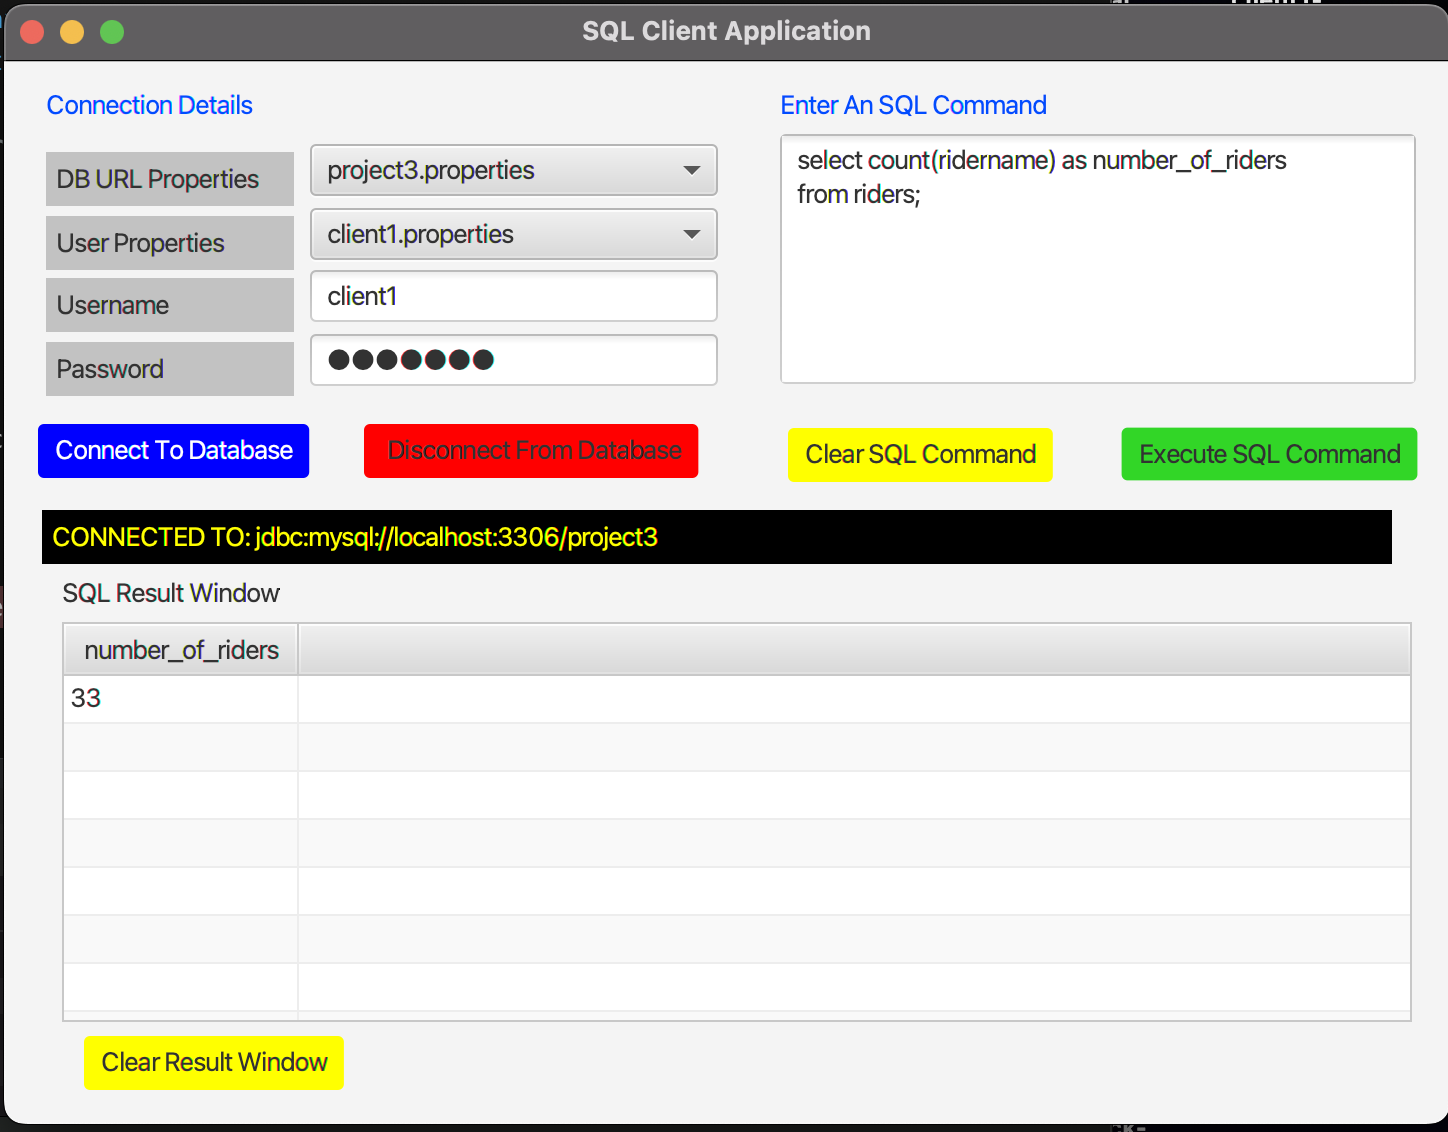 SQL Client Application
Connection Details
DB URL Properties
project3.properties
User Properties
client1.properties
Username
client1
Password
●●●●●●●
Enter An SQL Command
select count(ridername) as number_of_riders
from riders;
Connect To Database
Disconnect From Database
Clear SQL Command
Execute SQL Command
CONNECTED TO: jdbc:mysql://localhost:3306/project3
SQL Result Window
number_of_riders
33
Clear Result Window